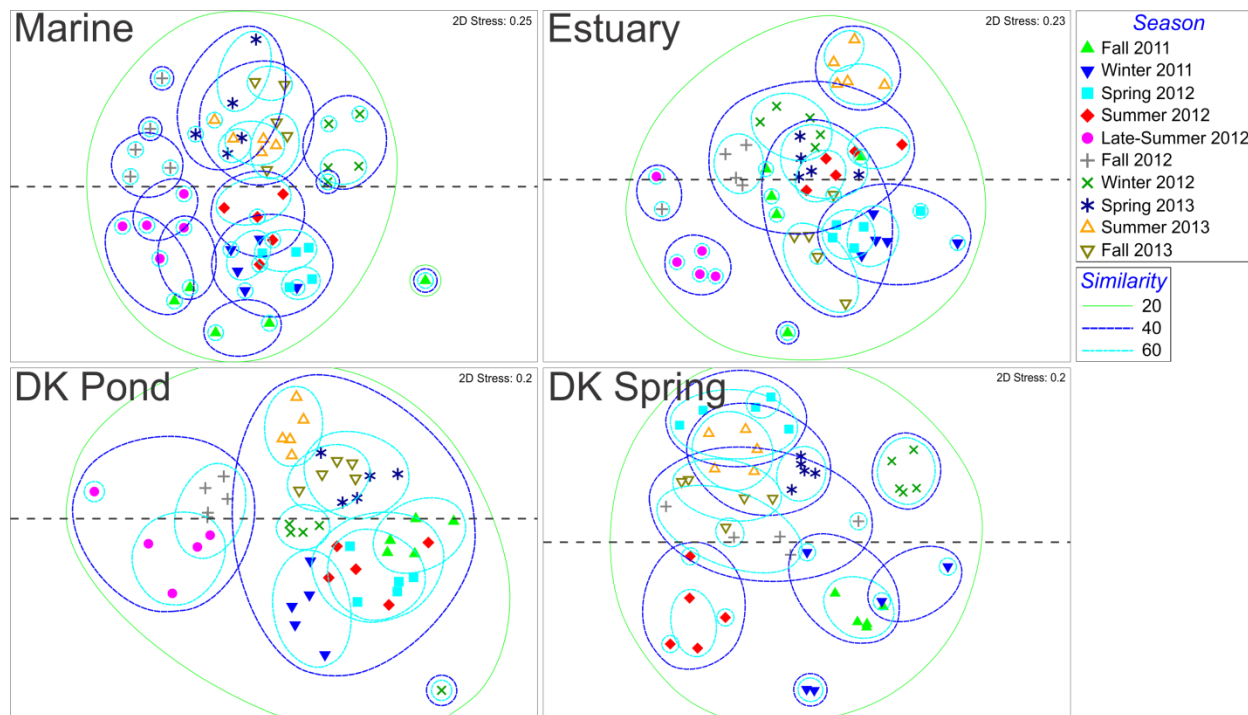 Marine
2D Stress: 0.25
Estuary
2D Stress: 0.23
Season
Fall 2011
Winter 2011
Spring 2012
Summer 2012
Late-Summer 2012
Fall 2012
Winter 2012
Spring 2013
Summer 2013
Fall 2013
Similarity
20
40
60
DK Pond
2D Stress: 0.2
DK Spring
2D Stress: 0.2